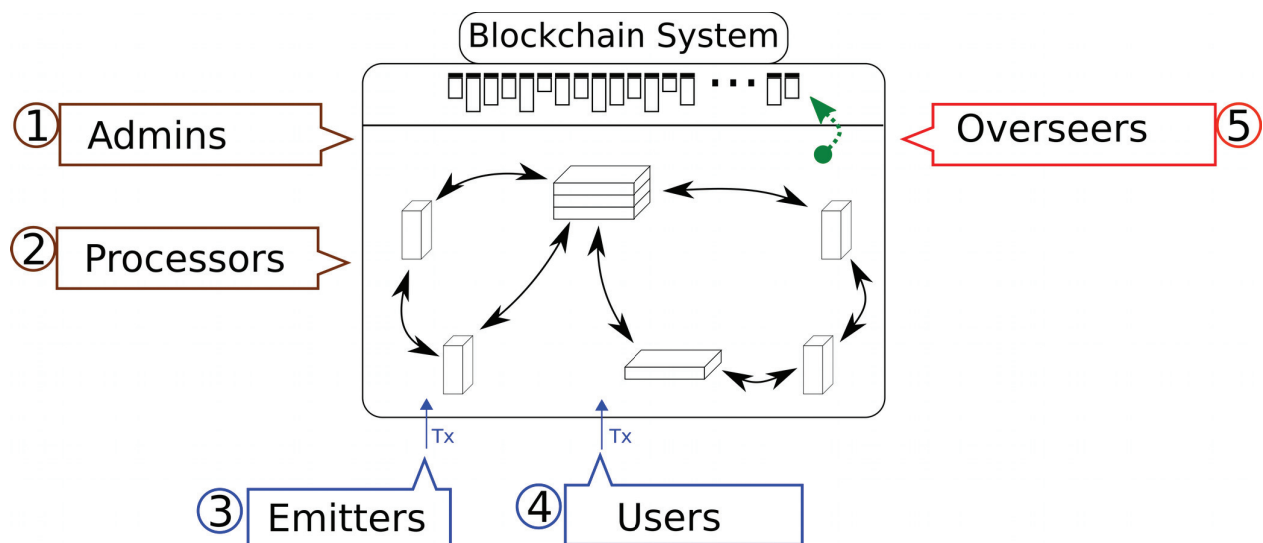 Blockchain System
1 Admins
Overseers 5
2 Processors
Tx
Tx
3 Emitters
4 Users